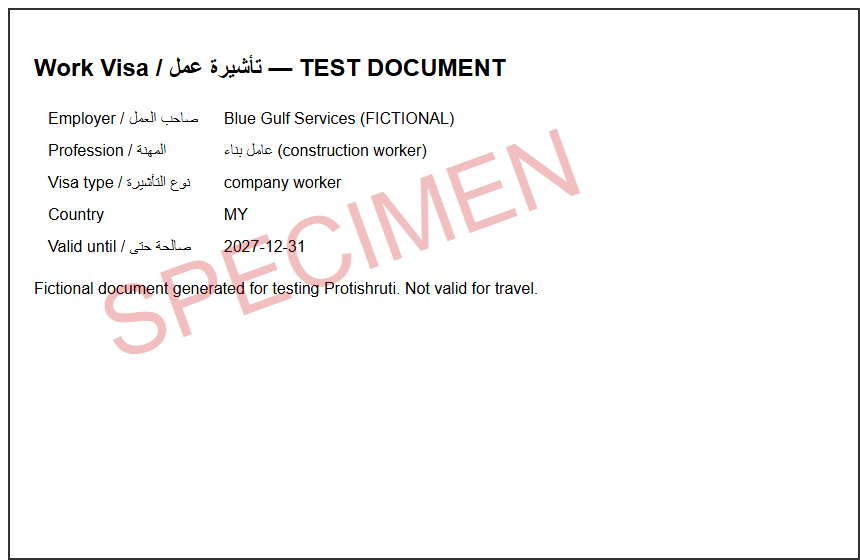 Work Visa / تأشيرة عمل — TEST DOCUMENT
Employer / صاحب العمل Blue Gulf Services (FICTIONAL)
Profession / المهنة عامل بناء (construction worker)
Visa type / نوع التأشيرة company worker
Country MY
Valid until / صالحة حتى 2027-12-31
Fictional document generated for testing Protishruti. Not valid for travel.
SPECIMEN